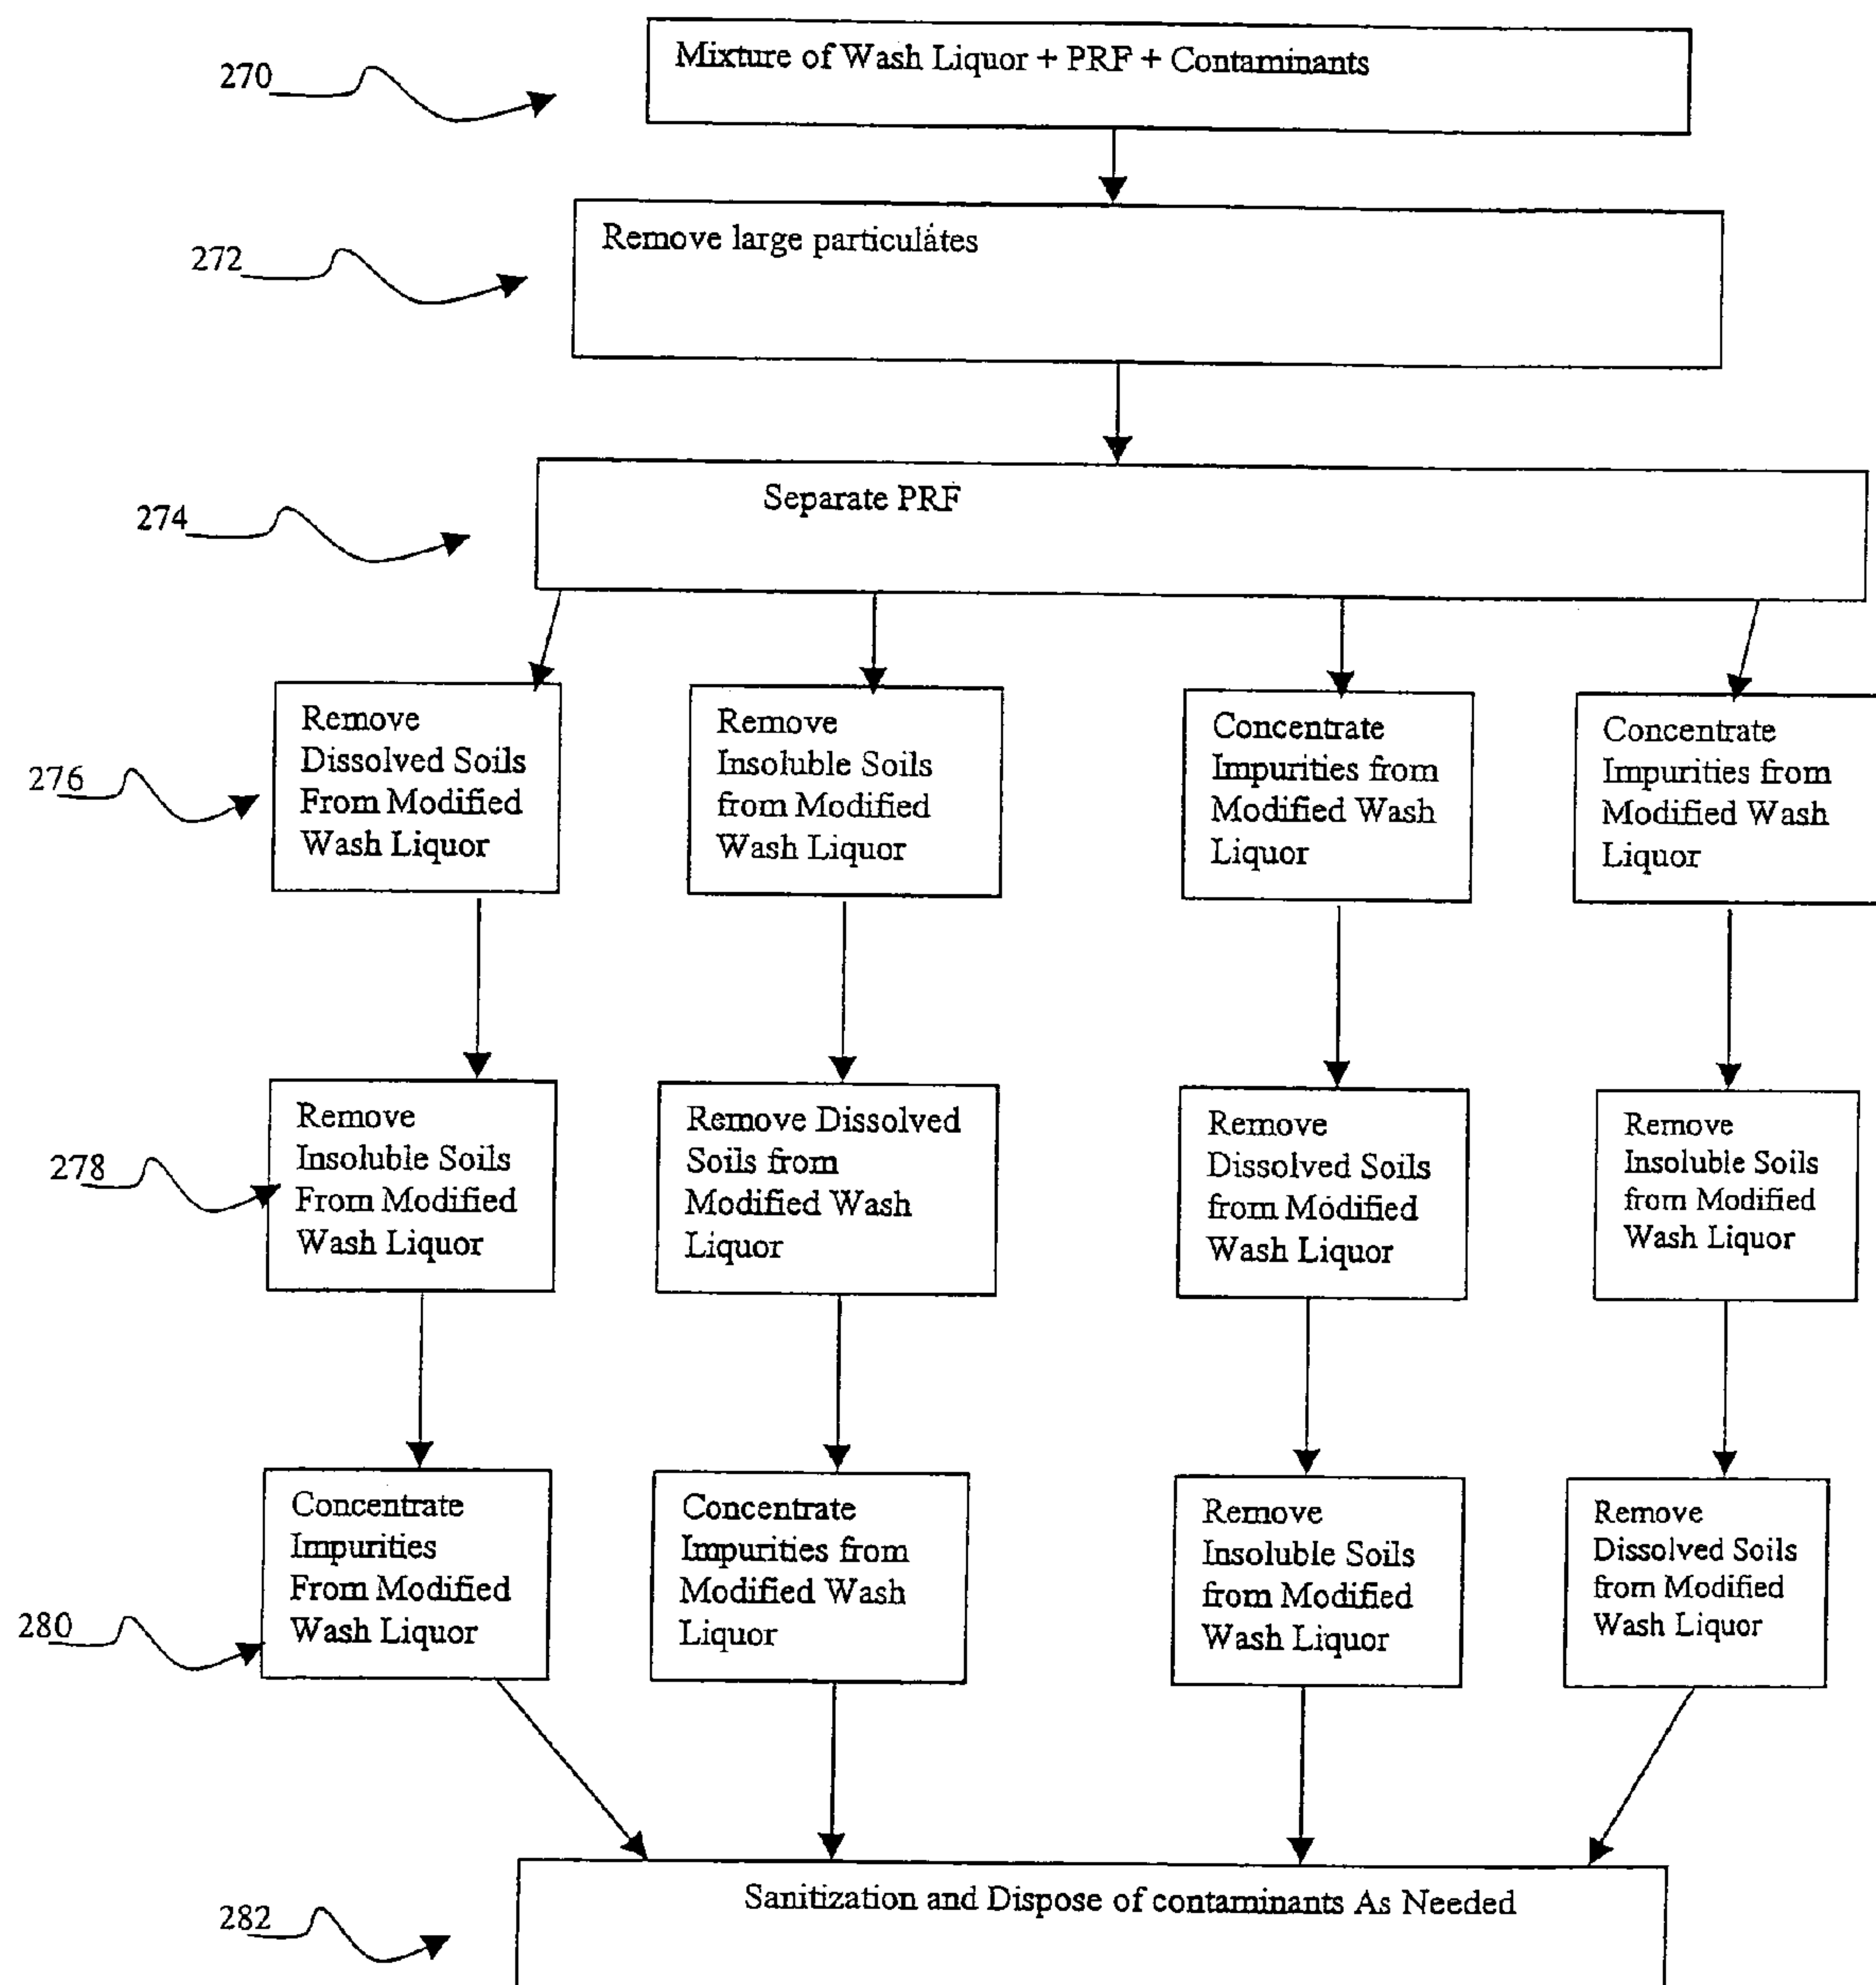 270
Mixture of Wash Liquor + PRF + Contaminants
272
Remove large particulates
274
Separate PRF
276
Remove
Dissolved Soils
From Modified
Wash Liquor
Remove
Insoluble Soils
from Modified
Wash Liquor
Concentrate
Impurities from
Modified Wash
Liquor
Concentrate
Impurities from
Modified Wash
Liquor
278
Remove
Insoluble Soils
From Modified
Wash Liquor
Remove Dissolved
Soils from
Modified Wash
Liquor
Remove
Dissolved Soils
from Modified
Wash Liquor
Remove
Insoluble Soils
from Modified
Wash Liquor
280
Concentrate
Impurities
From Modified
Wash Liquor
Concentrate
Impurities from
Modified Wash
Liquor
Remove
Insoluble Soils
from Modified
Wash Liquor
Remove
Dissolved Soils
from Modified
Wash Liquor
282
Sanitization and Dispose of contaminants As Needed